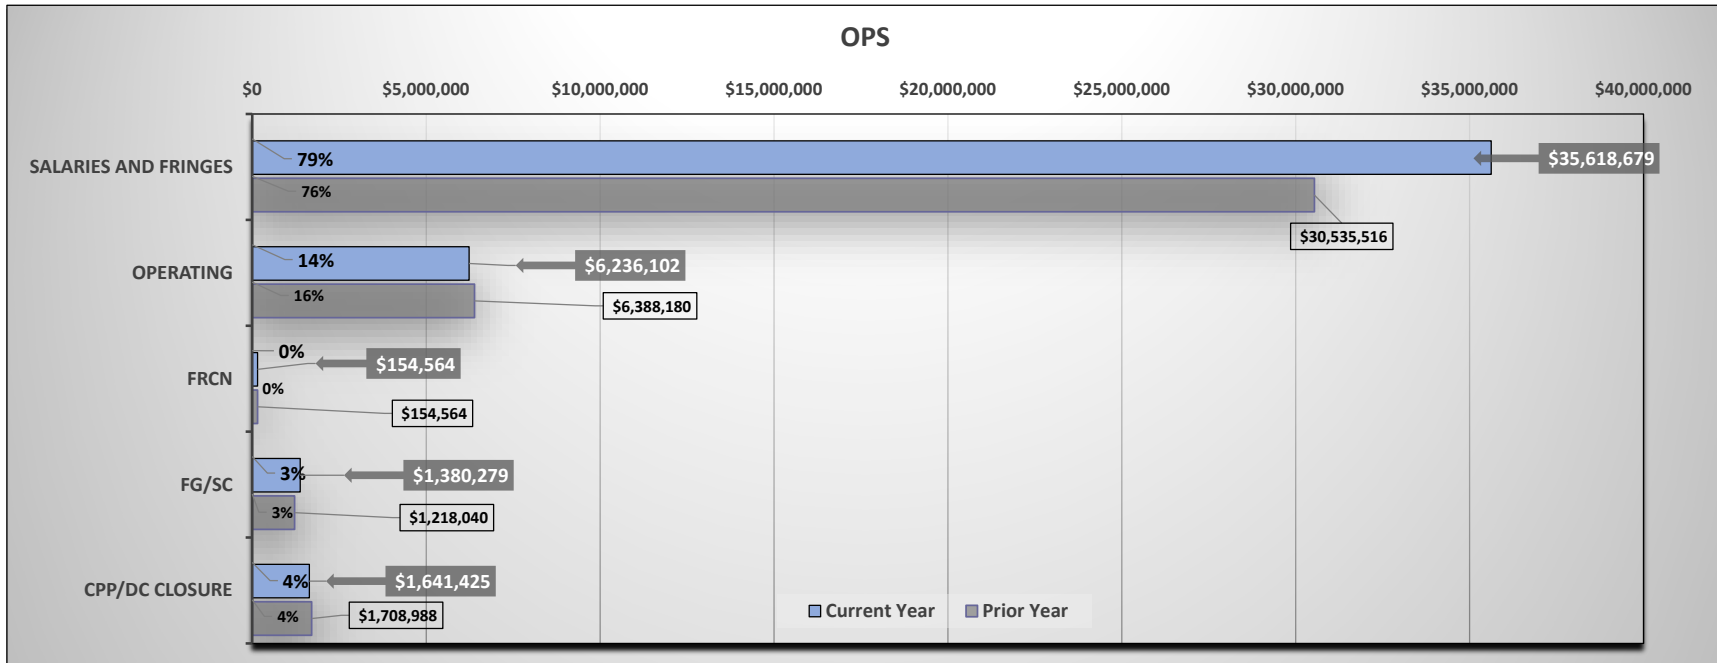 OPS
$0 $5,000,000 $10,000,000 $15,000,000 $20,000,000 $25,000,000 $30,000,000 $35,000,000 $40,000,000
SALARIES AND FRINGES
79%
$35,618,679
76%
$30,535,516
OPERATING
14%
$6,236,102
16%
$6,388,180
FRCN
0%
$154,564
0%
$154,564
FG/SC
3%
$1,380,279
3%
$1,218,040
CPP/DC CLOSURE
4%
$1,641,425
4%
$1,708,988
Current Year Prior Year